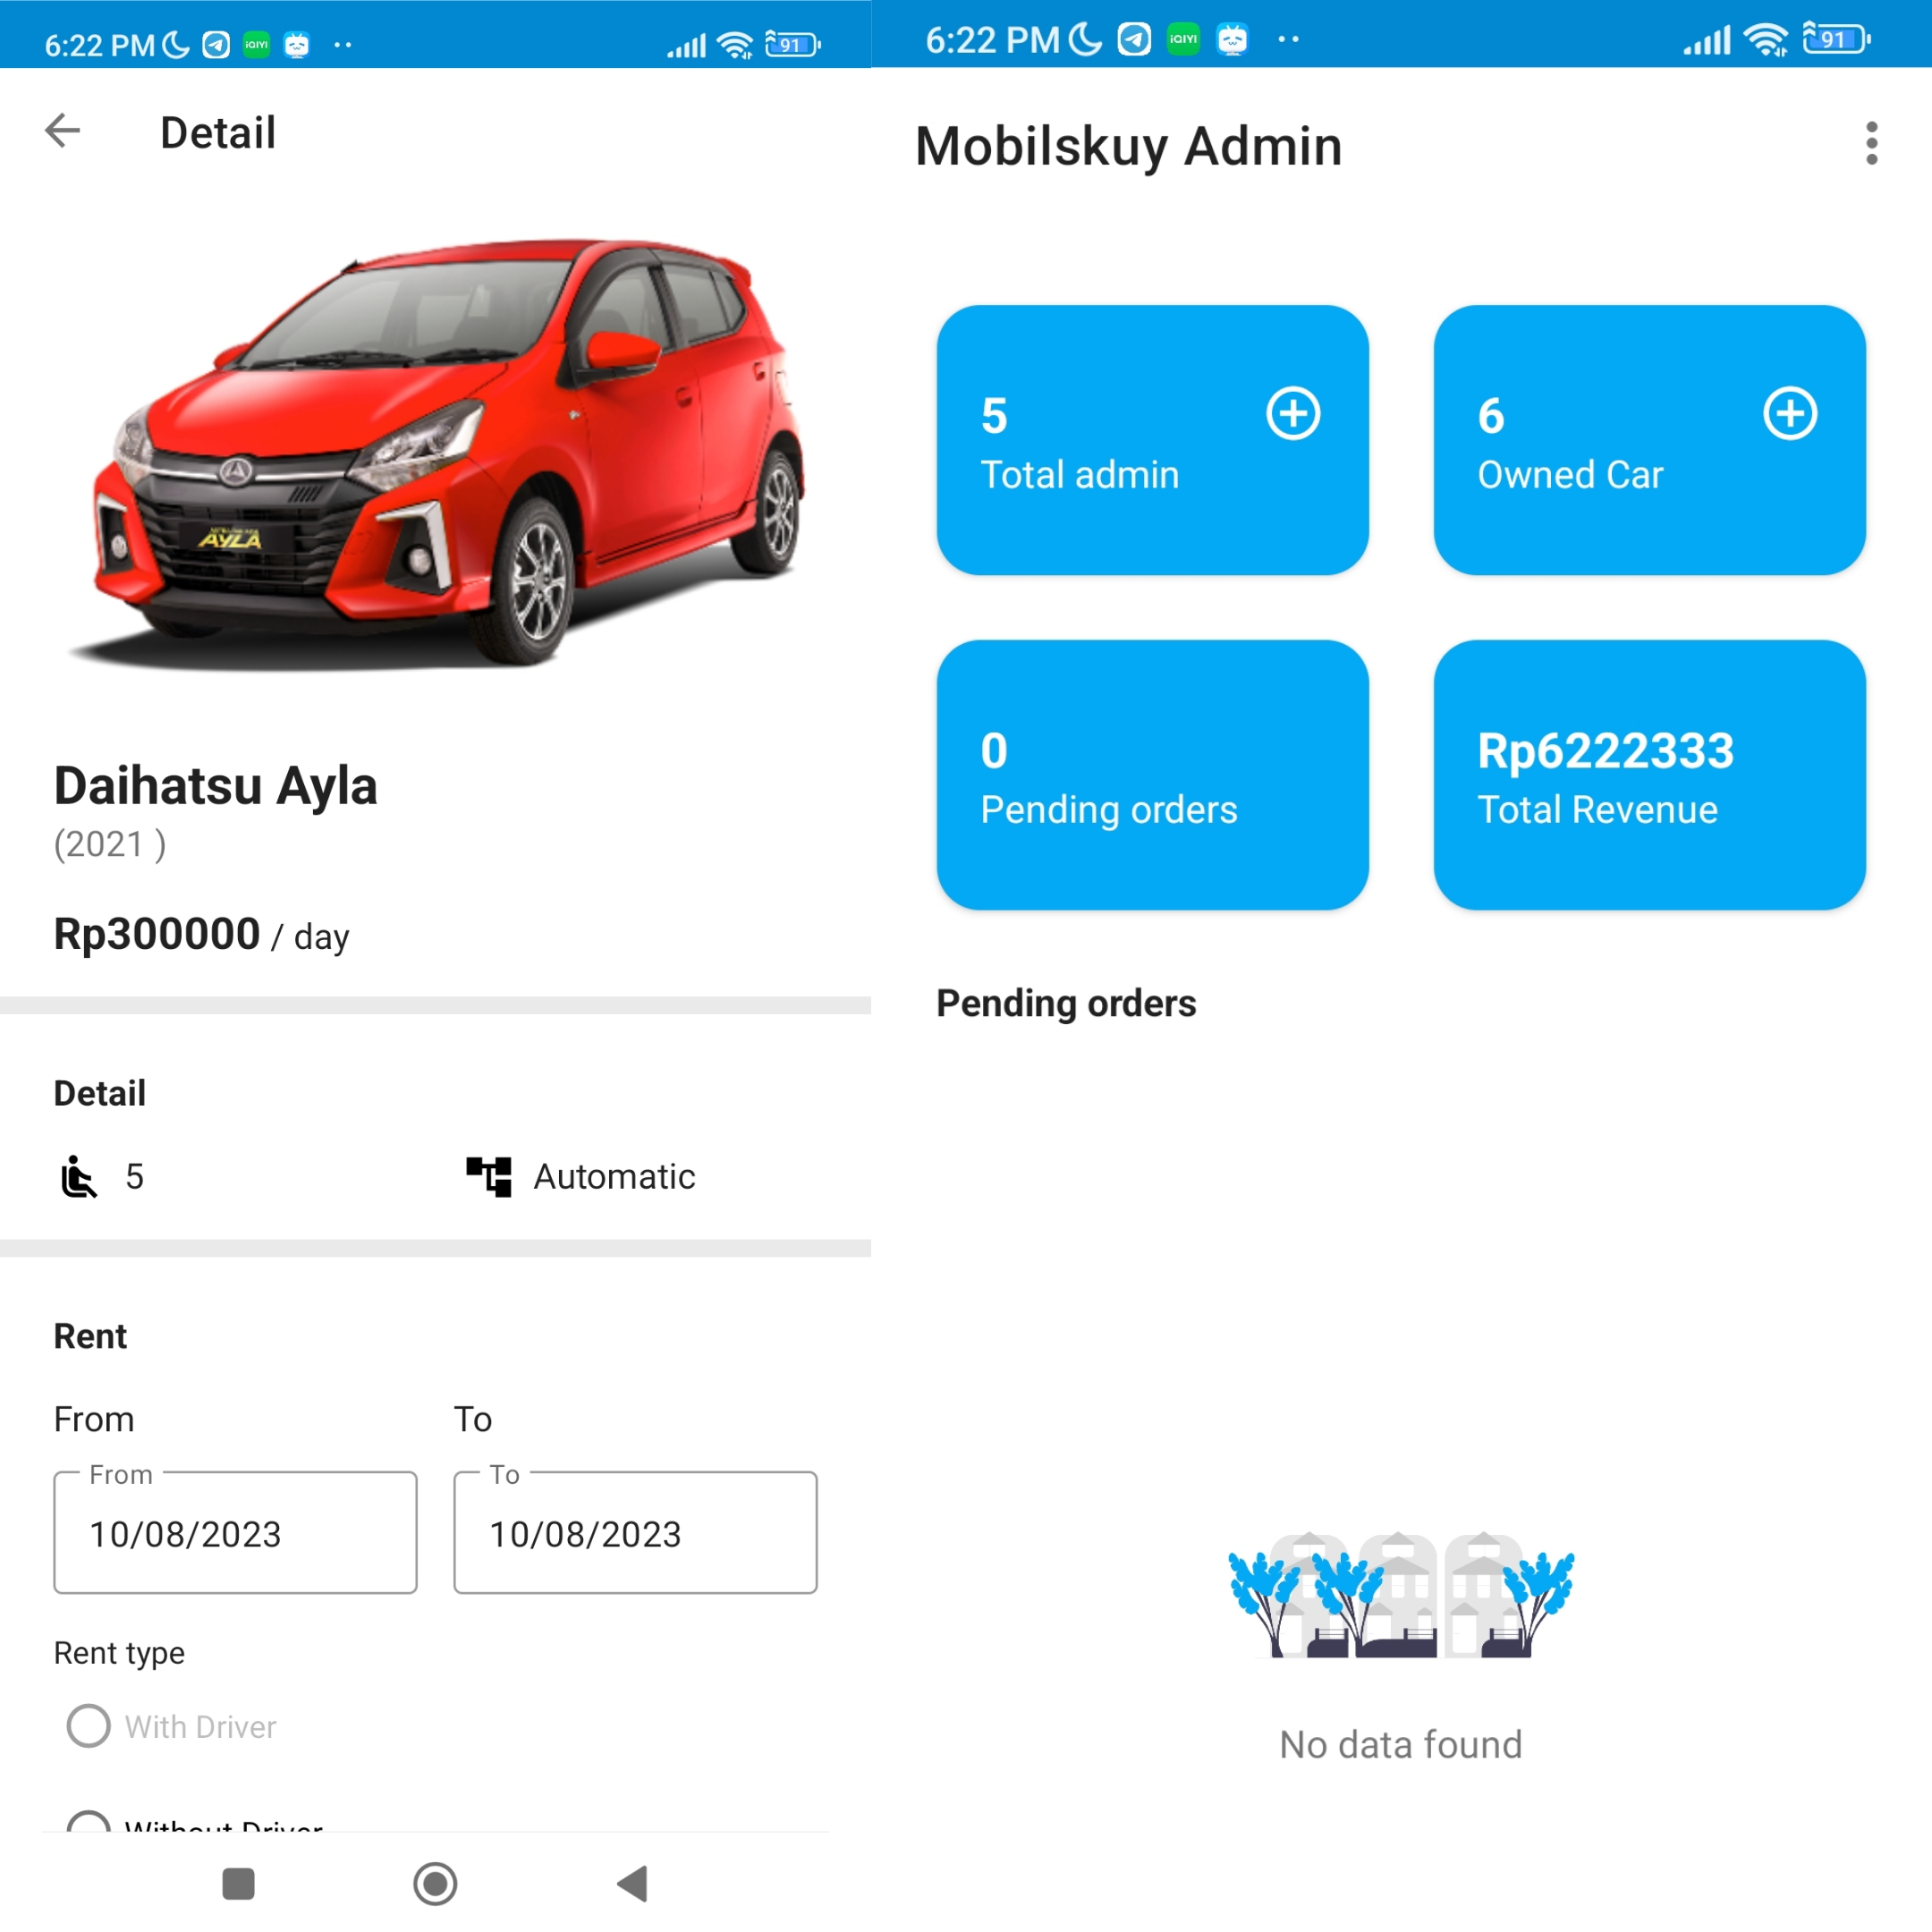 6:22 PM
iQIYI
91
Detail
AYLA
Daihatsu Ayla
(2021 )
Rp300000 / day
Detail
5
Automatic
Rent
From
To
From
To
10/08/2023
10/08/2023
Rent type
With Driver
Without Driver
6:22 PM
iQIYI
91
Mobilskuy Admin
5
Total admin
6
Owned Car
0
Pending orders
Rp6222333
Total Revenue
Pending orders
No data found